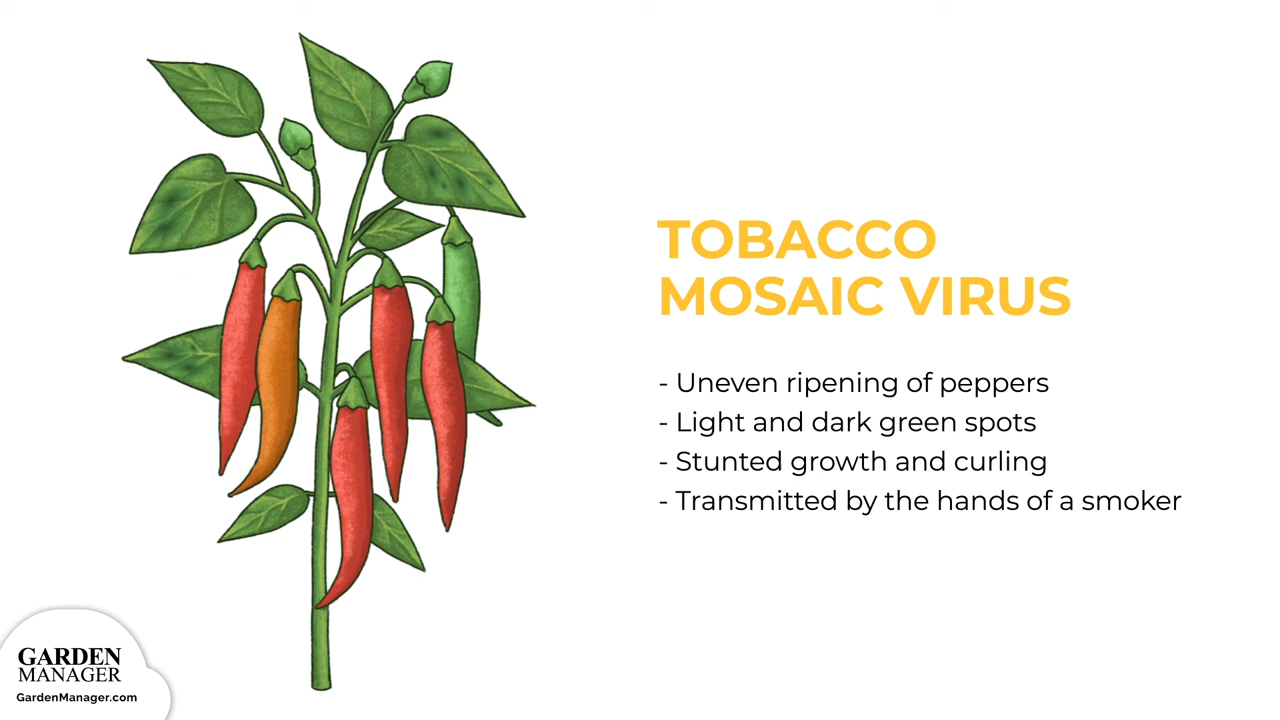 TOBACCO
MOSAIC VIRUS
- Uneven ripening of peppers
- Light and dark green spots
- Stunted growth and curling
- Transmitted by the hands of a smoker
GARDEN
MANAGER
GardenManager.com